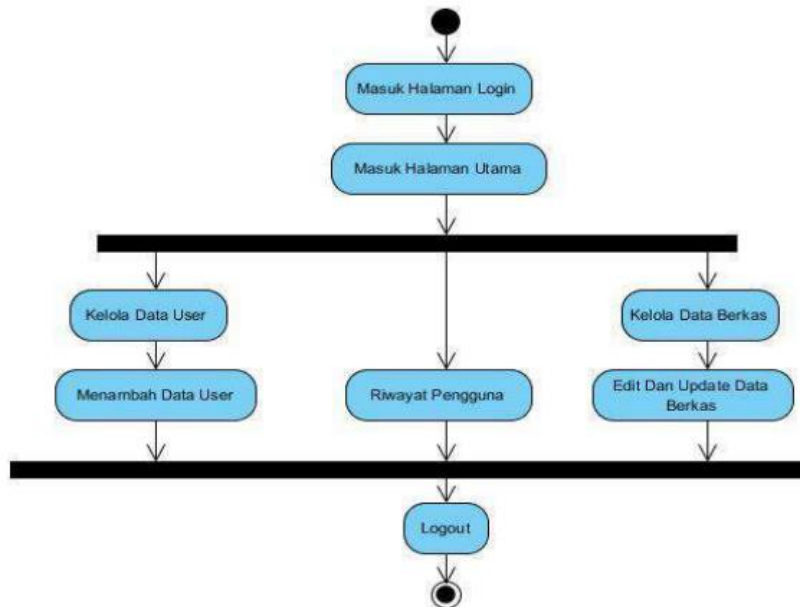 Masuk Halaman Login
Masuk Halaman Utama
Kelola Data User
Kelola Data Berkas
Menambah Data User
Riwayat Pengguna
Edit Dan Update Data
Berkas
Logout